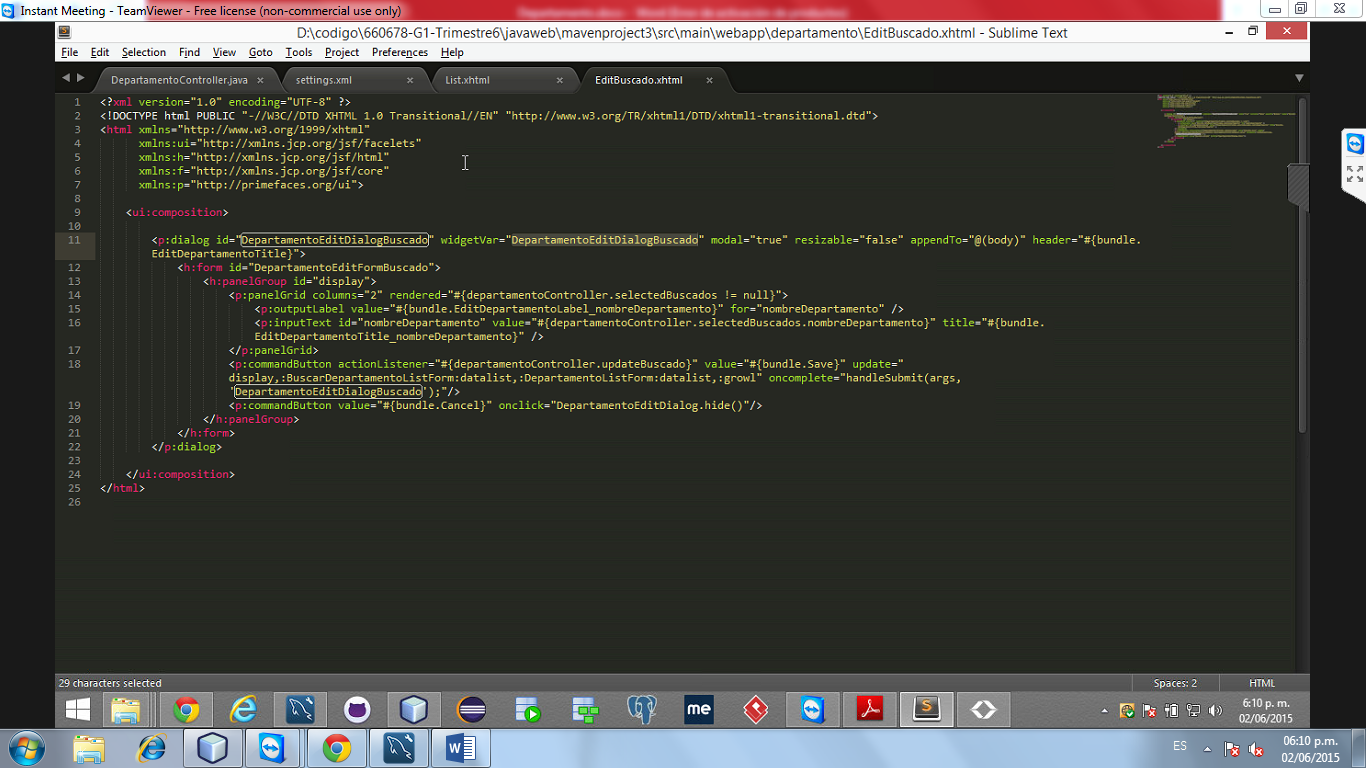 Instant Meeting - TeamViewer - Free license (non-commercial use only)
D:\codigo\660678-G1-Trimestre6\javaweb\mavenproject3\src\main\webapp\departamento\EditBuscado.xhtml - Sublime Text
File Edit Selection Find View Goto Tools Project Preferences Help
DepartamentoController.java settings.xml List.xhtml EditBuscado.xhtml
1 <?xml version="1.0" encoding="UTF-8" ?>
2 <!DOCTYPE html PUBLIC "-//W3C//DTD XHTML 1.0 Transitional//EN" "http://www.w3.org/TR/xhtml1/DTD/xhtml1-transitional.dtd">
3 <html xmlns="http://www.w3.org/1999/xhtml"
4 xmlns:ui="http://xmlns.jcp.org/jsf/facelets"
5 xmlns:h="http://xmlns.jcp.org/jsf/html"
6 xmlns:f="http://xmlns.jcp.org/jsf/core"
7 xmlns:p="http://primefaces.org/ui">
8
9 <ui:composition>
10
11 <p:dialog id="DepartamentoEditDialogBuscado" widgetVar="DepartamentoEditDialogBuscado" modal="true" resizable="false" appendTo="@(body)" header="#{bundle.
EditDepartamentoTitle}">
12 <h:form id="DepartamentoEditFormBuscado">
13 <h:panelGroup id="display">
14 <p:panelGrid columns="2" rendered="#{departamentoController.selectedBuscados != null}">
15 <p:outputLabel value="#{bundle.EditDepartamentoLabel_nombreDepartamento}" for="nombreDepartamento" />
16 <p:inputText id="nombreDepartamento" value="#{departamentoController.selectedBuscados.nombreDepartamento}" title="#{bundle.
EditDepartamentoTitle_nombreDepartamento}" />
17 </p:panelGrid>
18 <p:commandButton actionListener="#{departamentoController.updateBuscado}" value="#{bundle.Save}" update="
display,:BuscarDepartamentoListForm:datalist,:DepartamentoListForm:datalist,:growl" oncomplete="handleSubmit(args,
'DepartamentoEditDialogBuscado');"/>
19 <p:commandButton value="#{bundle.Cancel}" onclick="DepartamentoEditDialog.hide()"/>
20 </h:panelGroup>
21 </h:form>
22 </p:dialog>
23
24 </ui:composition>
25 </html>
26
29 characters selected Spaces: 2 HTML
me
6:10 p. m.
02/06/2015
ES
06:10 p.m.
02/06/2015